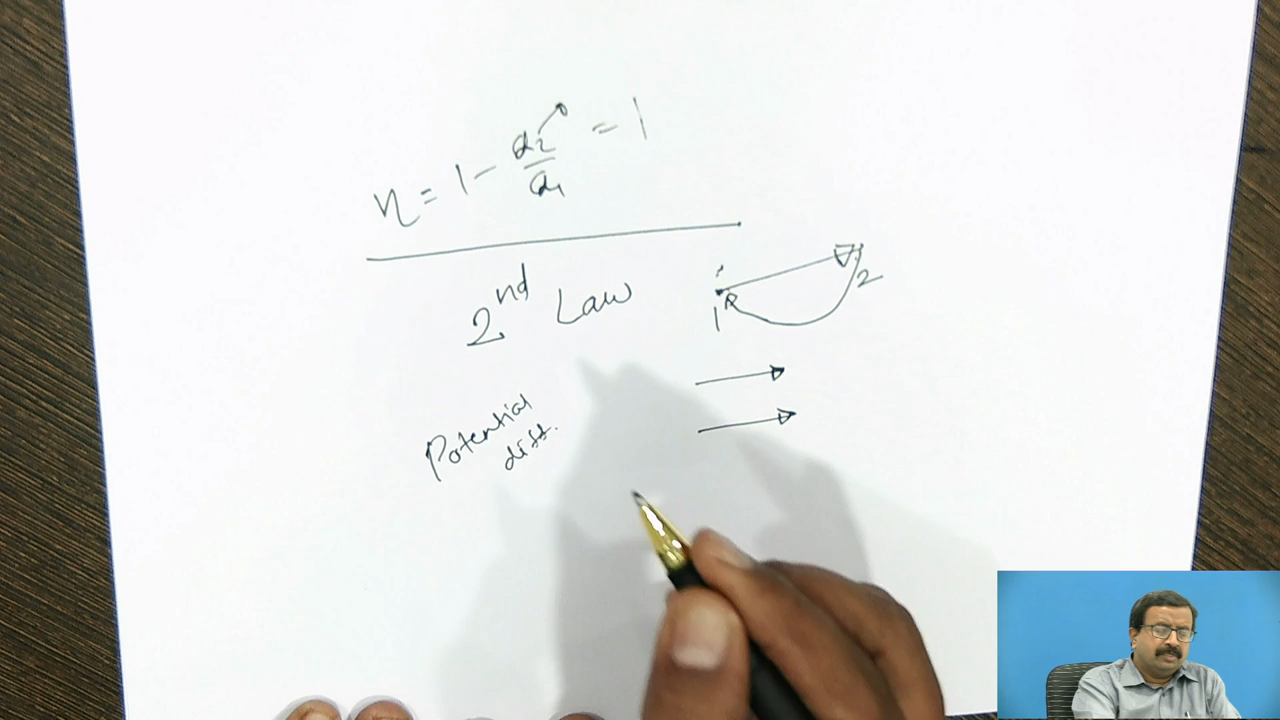 η = 1 - Q2/Q1 = 1
2nd Law
1 2
Potential
diff.